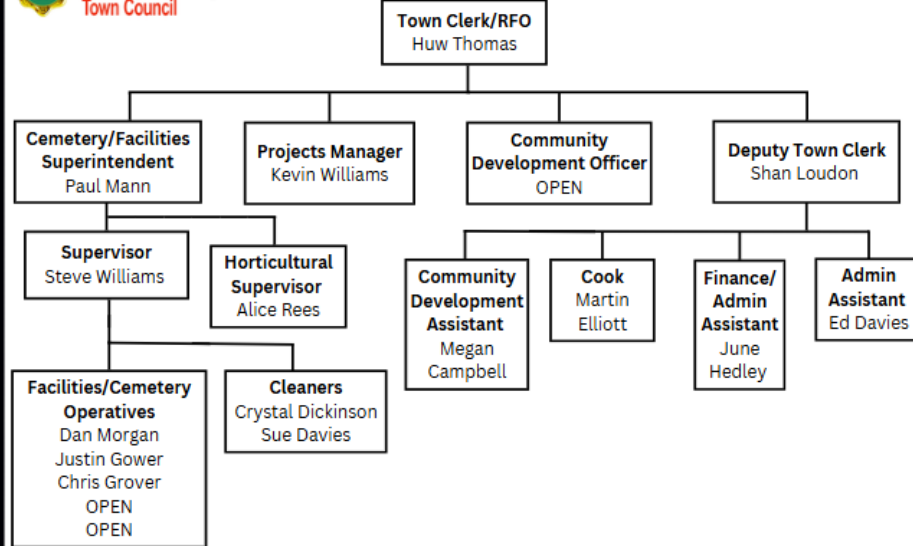 Town Council
Town Clerk/RFO
Huw Thomas
Cemetery/Facilities
Superintendent
Paul Mann
Projects Manager
Kevin Williams
Community
Development Officer
OPEN
Deputy Town Clerk
Shan Loudon
Supervisor
Steve Williams
Horticultural
Supervisor
Alice Rees
Community
Development
Assistant
Megan
Campbell
Cook
Martin
Elliott
Finance/
Admin
Assistant
June
Hedley
Admin
Assistant
Ed Davies
Facilities/Cemetery
Operatives
Dan Morgan
Justin Gower
Chris Grover
OPEN
OPEN
Cleaners
Crystal Dickinson
Sue Davies